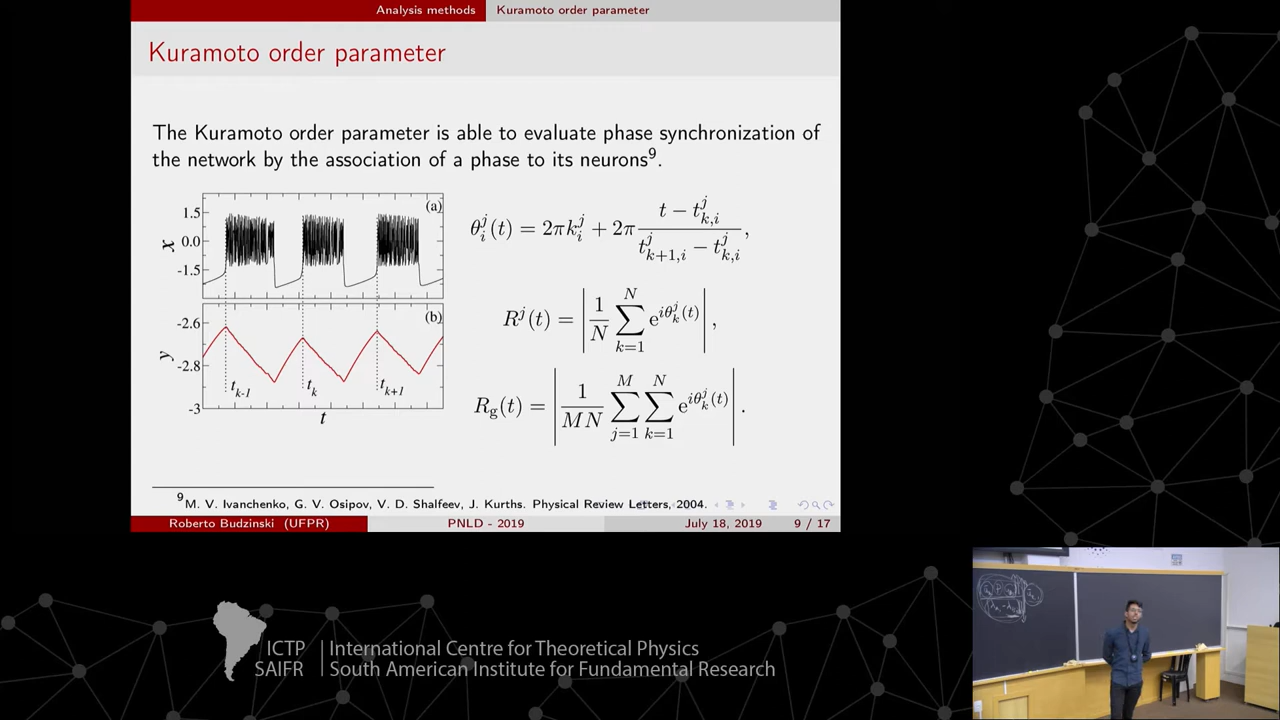 Analysis methods
Kuramoto order parameter
Kuramoto order parameter
The Kuramoto order parameter is able to evaluate phase synchronization of
the network by the association of a phase to its neurons⁹.
(a)
1.5
0.0
-1.5
x
(b)
-2.6
-2.8
-3
y
t_{k-1}
t_k
t_{k+1}
t
θ_i^j(t) = 2πk_i^j + 2π (t − t_{k,i}^j)/(t_{k+1,i}^j − t_{k,i}^j),
R^j(t) = |1/N ∑_{k=1}^{N} e^{iθ_k^j(t)}|,
R_g(t) = |1/(MN) ∑_{j=1}^{M} ∑_{k=1}^{N} e^{iθ_k^j(t)}|.
⁹M. V. Ivanchenko, G. V. Osipov, V. D. Shalfeev, J. Kurths. Physical Review Letters, 2004.
Roberto Budzinski (UFPR)
PNLD - 2019
July 18, 2019
9 / 17
ICTP | International Centre for Theoretical Physics
SAIFR | South American Institute for Fundamental Research